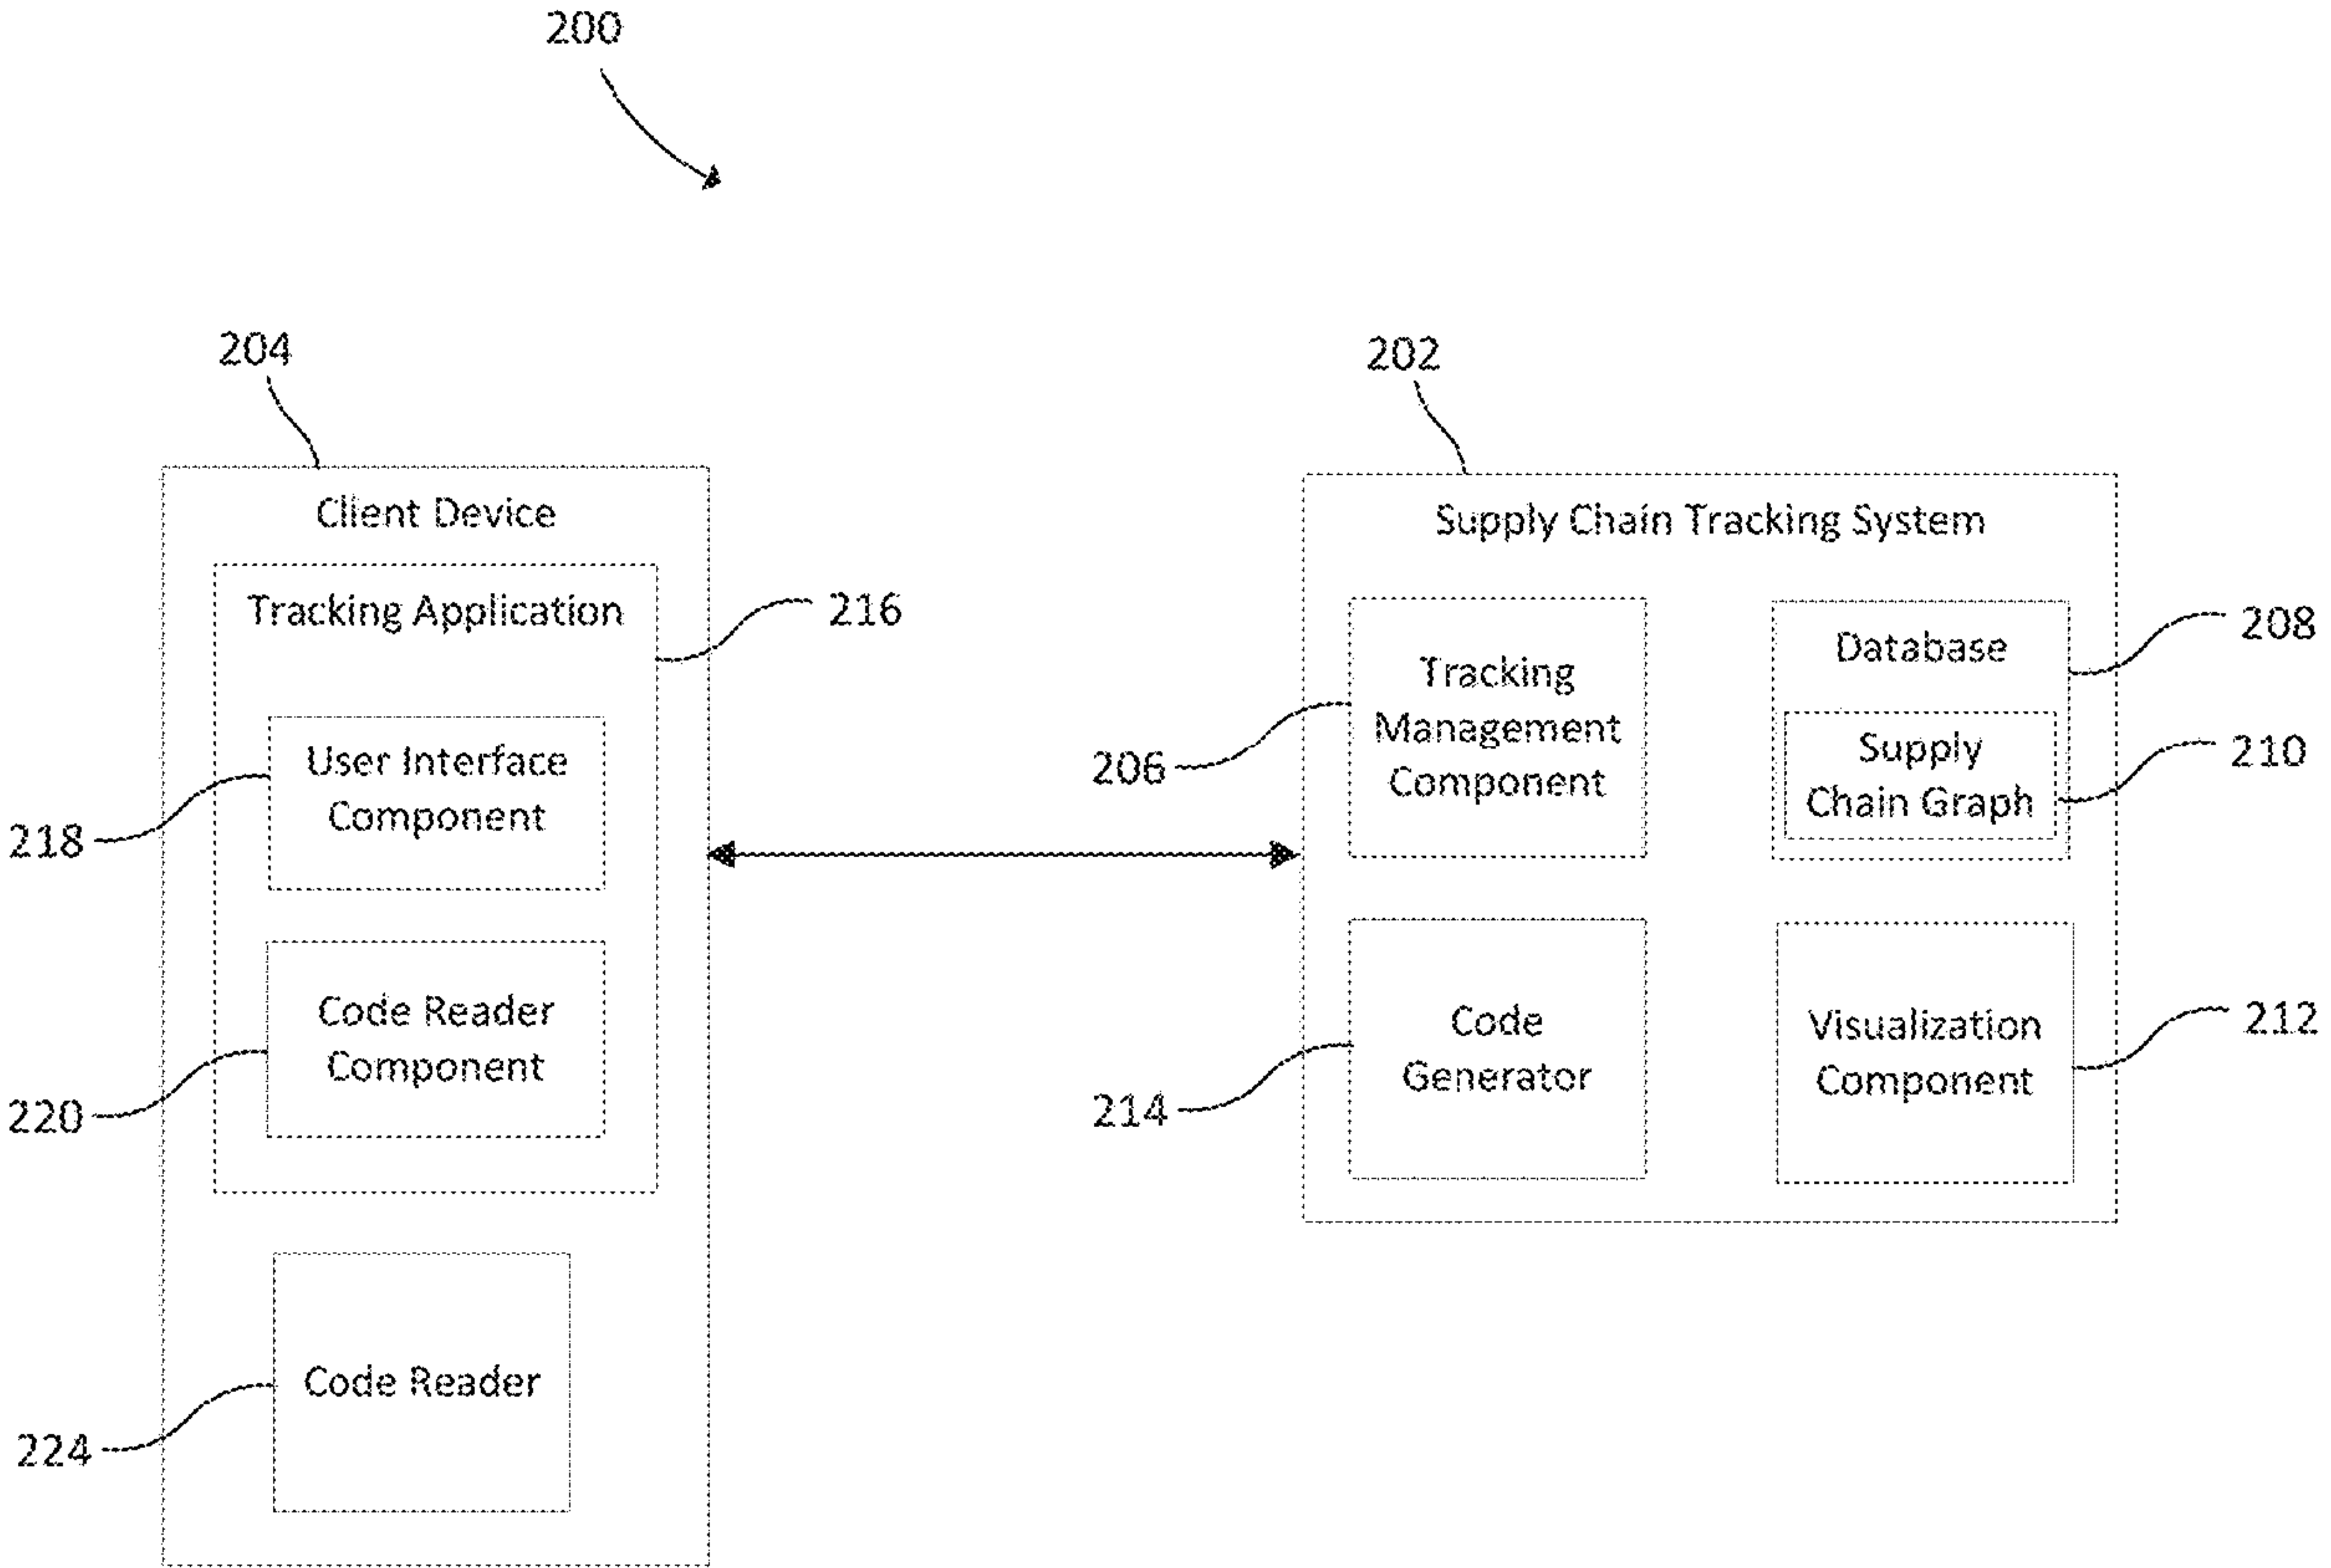 200
204
Client Device
Tracking Application
216
User Interface
Component
218
Code Reader
Component
220
Code Reader
224
202
Supply Chain Tracking System
Tracking
Management
Component
206
Database
208
Supply
Chain Graph
210
Code
Generator
214
Visualization
Component
212